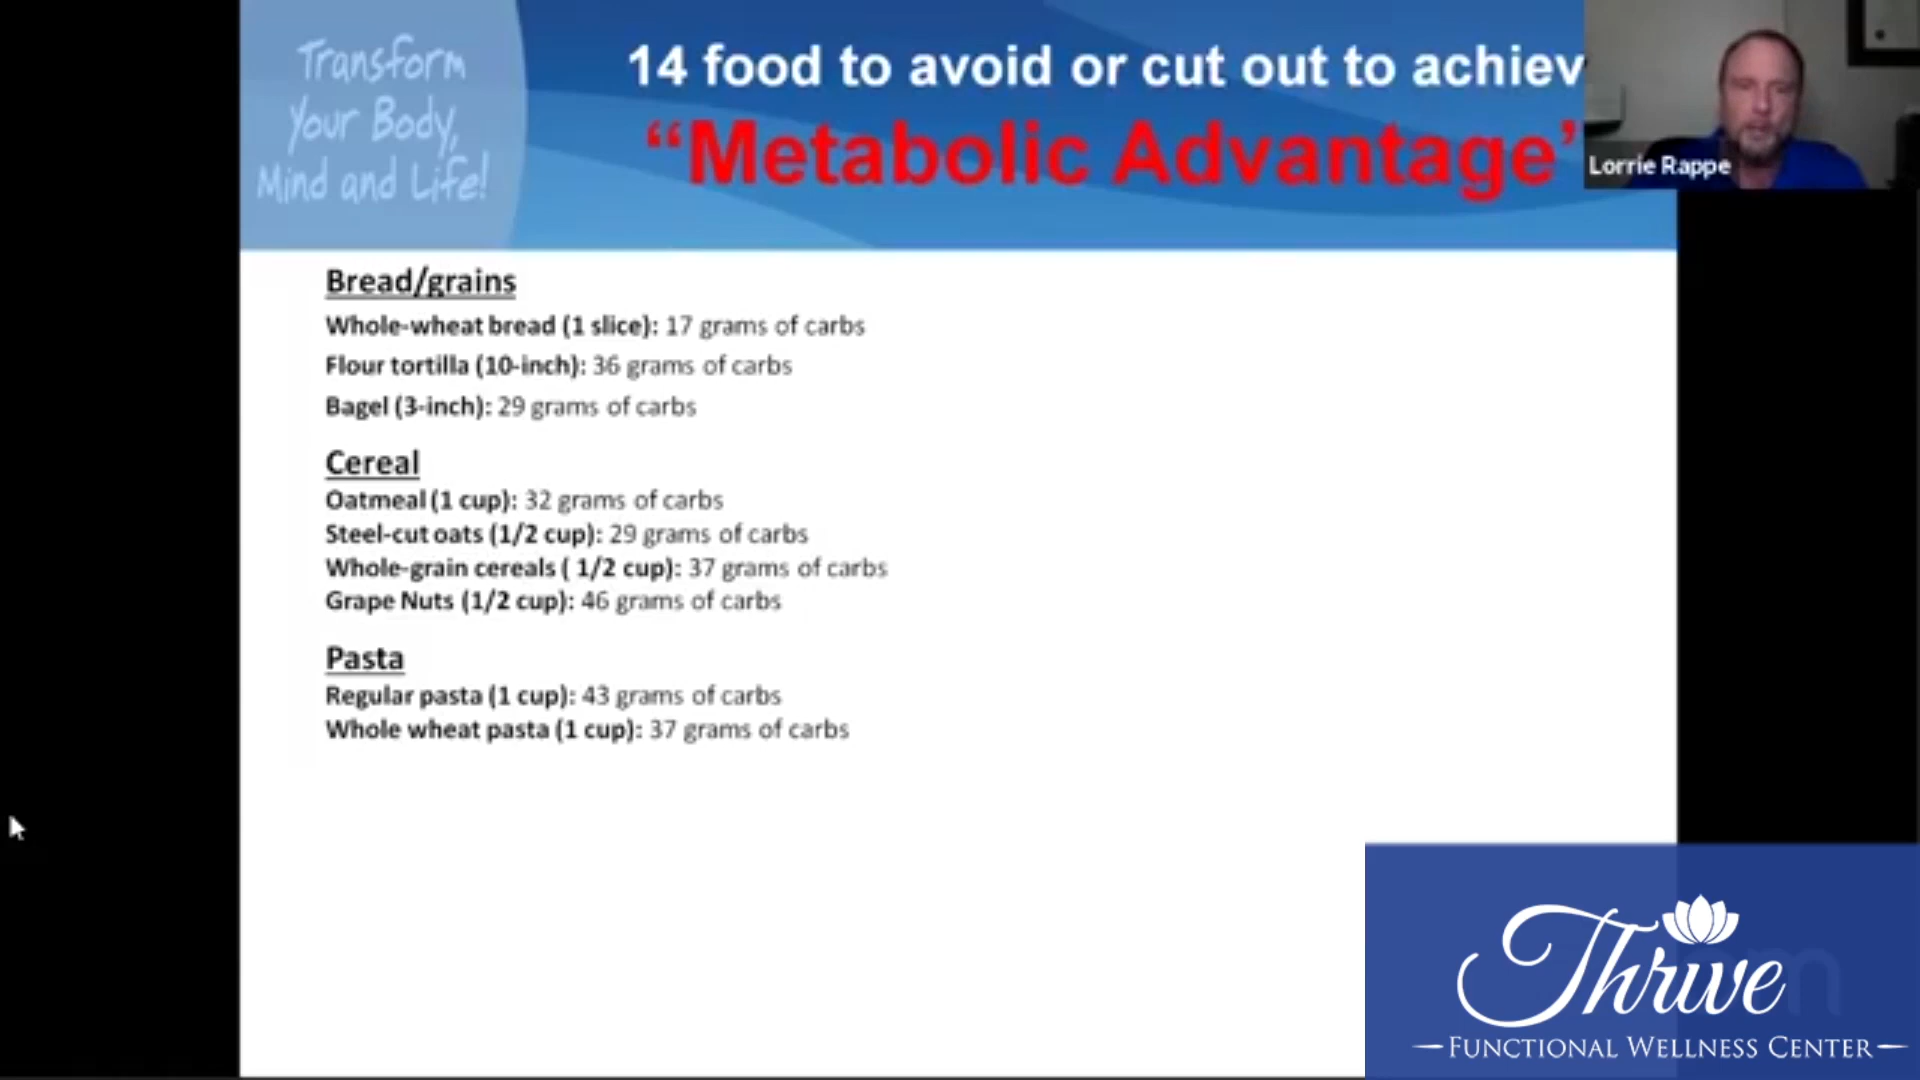 Transform
Your Body,
Mind and Life!
14 food to avoid or cut out to achiev
“Metabolic Advantage’
Lorrie Rappe
Bread/grains
Whole-wheat bread (1 slice): 17 grams of carbs
Flour tortilla (10-inch): 36 grams of carbs
Bagel (3-inch): 29 grams of carbs
Cereal
Oatmeal (1 cup): 32 grams of carbs
Steel-cut oats (1/2 cup): 29 grams of carbs
Whole-grain cereals ( 1/2 cup): 37 grams of carbs
Grape Nuts (1/2 cup): 46 grams of carbs
Pasta
Regular pasta (1 cup): 43 grams of carbs
Whole wheat pasta (1 cup): 37 grams of carbs
Thrive
FUNCTIONAL WELLNESS CENTER